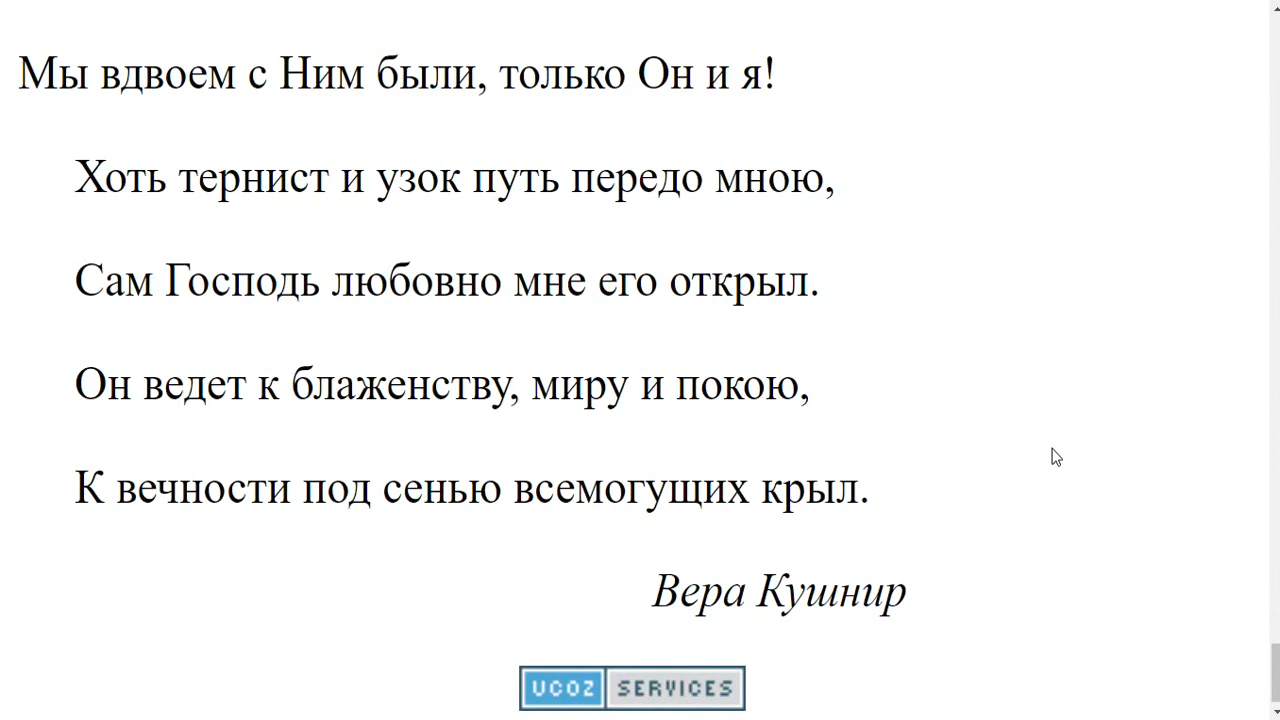 Мы вдвоем с Ним были, только Он и я!
Хоть тернист и узок путь передо мною,
Сам Господь любовно мне его открыл.
Он ведет к блаженству, миру и покою,
К вечности под сенью всемогущих крыл.
Вера Кушнир
UCOZ SERVICES